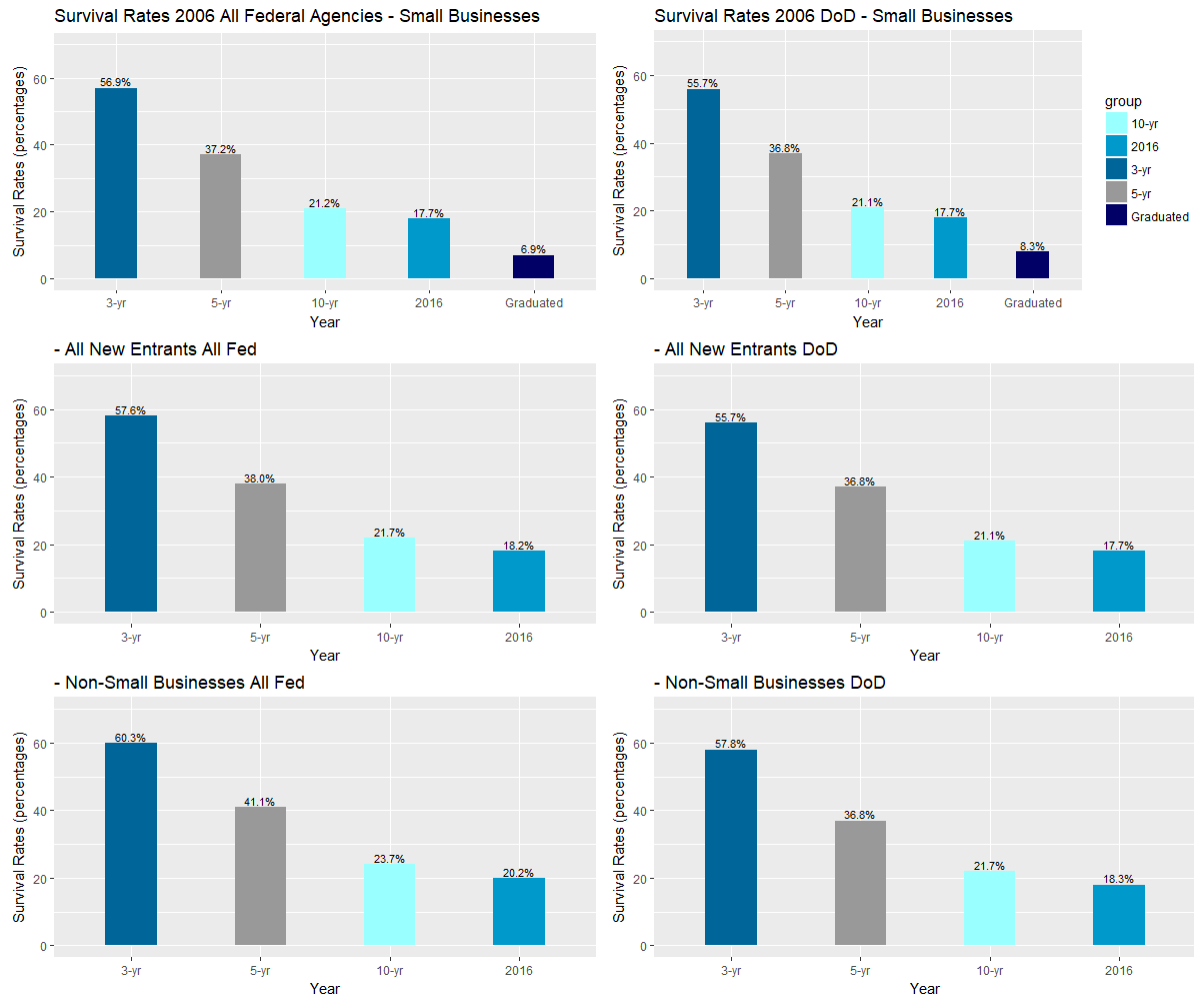 Survival Rates 2006 All Federal Agencies - Small Businesses
Survival Rates (percentages)
60
40
20
0
56.9%
37.2%
21.2%
17.7%
6.9%
3-yr 5-yr 10-yr 2016 Graduated
Year
Survival Rates 2006 DoD - Small Businesses
Survival Rates (percentages)
60
40
20
0
55.7%
36.8%
21.1%
17.7%
8.3%
3-yr 5-yr 10-yr 2016 Graduated
Year
group
10-yr
2016
3-yr
5-yr
Graduated
- All New Entrants All Fed
Survival Rates (percentages)
60
40
20
0
57.6%
38.0%
21.7%
18.2%
3-yr 5-yr 10-yr 2016
Year
- All New Entrants DoD
Survival Rates (percentages)
60
40
20
0
55.7%
36.8%
21.1%
17.7%
3-yr 5-yr 10-yr 2016
Year
- Non-Small Businesses All Fed
Survival Rates (percentages)
60
40
20
0
60.3%
41.1%
23.7%
20.2%
3-yr 5-yr 10-yr 2016
Year
- Non-Small Businesses DoD
Survival Rates (percentages)
60
40
20
0
57.8%
36.8%
21.7%
18.3%
3-yr 5-yr 10-yr 2016
Year